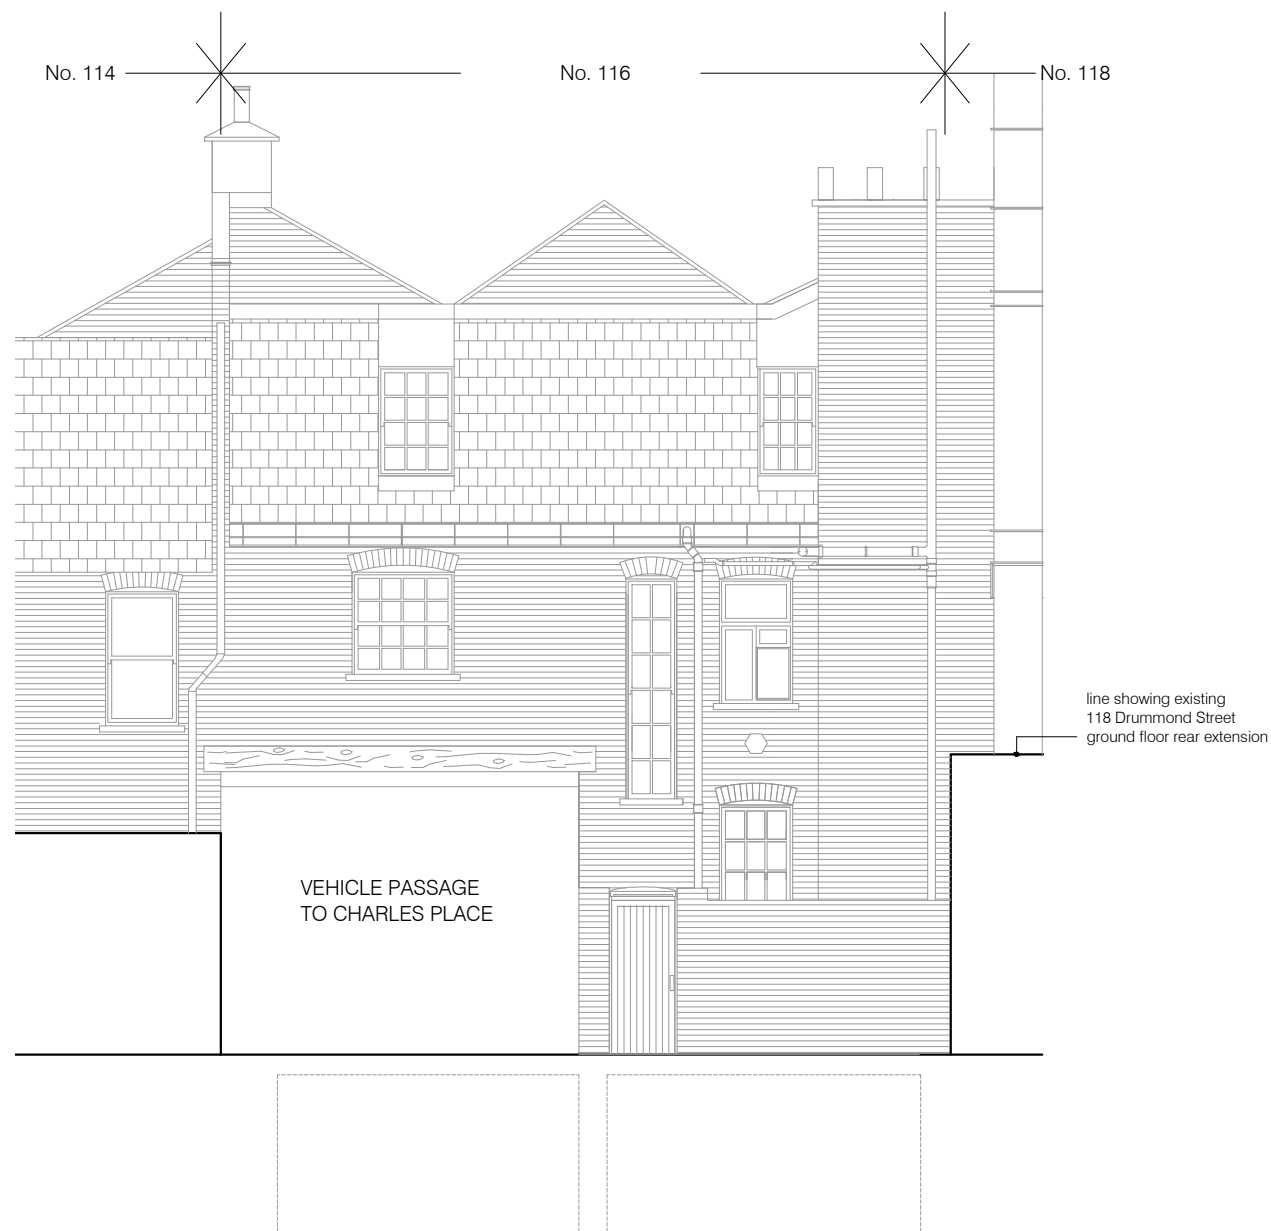 No. 114
No. 116
No. 118
line showing existing
118 Drummond Street
ground floor rear extension
VEHICLE PASSAGE
TO CHARLES PLACE